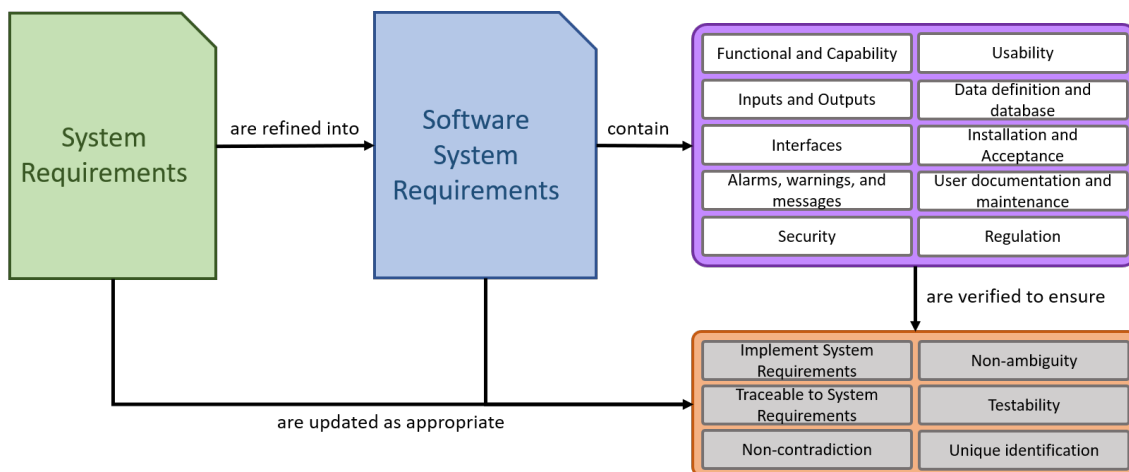 System
Requirements
are refined into
Software
System
Requirements
contain
Functional and Capability
Usability
Inputs and Outputs
Data definition and
database
Interfaces
Installation and
Acceptance
Alarms, warnings, and
messages
User documentation and
maintenance
Security
Regulation
are verified to ensure
Implement System
Requirements
Non-ambiguity
Traceable to System
Requirements
Testability
Non-contradiction
Unique identification
are updated as appropriate